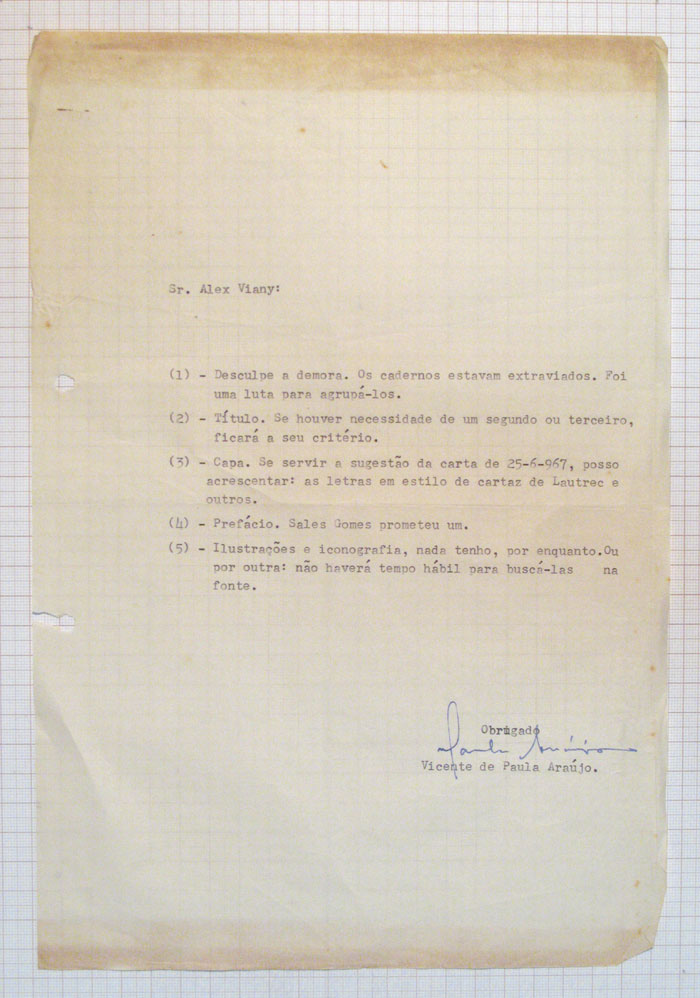 Sr. Alex Viany:
(1) - Desculpe a demora. Os cadernos estavam extraviados. Foi
uma luta para agrupá-los.
(2) - Título. Se houver necessidade de um segundo ou terceiro,
ficará a seu critério.
(3) - Capa. Se servir a sugestão da carta de 25-6-967, posso
acrescentar: as letras em estilo de cartaz de Lautrec e
outros.
(4) - Prefácio. Sales Gomes prometeu um.
(5) - Ilustrações e iconografia, nada tenho, por enquanto.Ou
por outra: não haverá tempo hábil para buscá-las na
fonte.
Obrigado
Paula Araújo
Vicente de Paula Araújo.